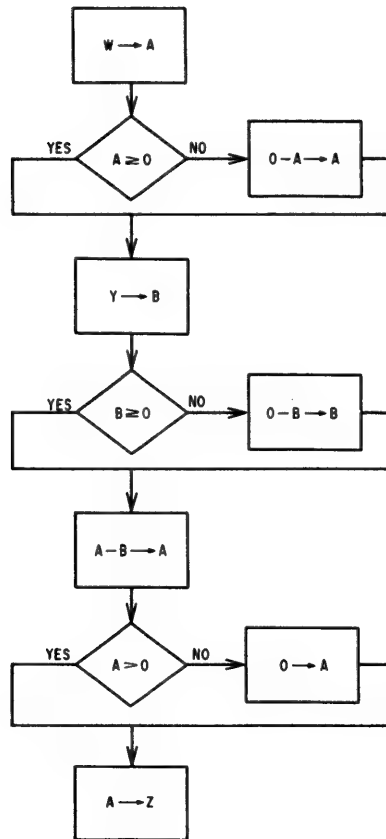 W → A
YES
A ≥ 0
NO
0 – A → A
Y → B
YES
B ≥ 0
NO
0 – B → B
A – B → A
YES
A > 0
NO
0 → A
A → Z